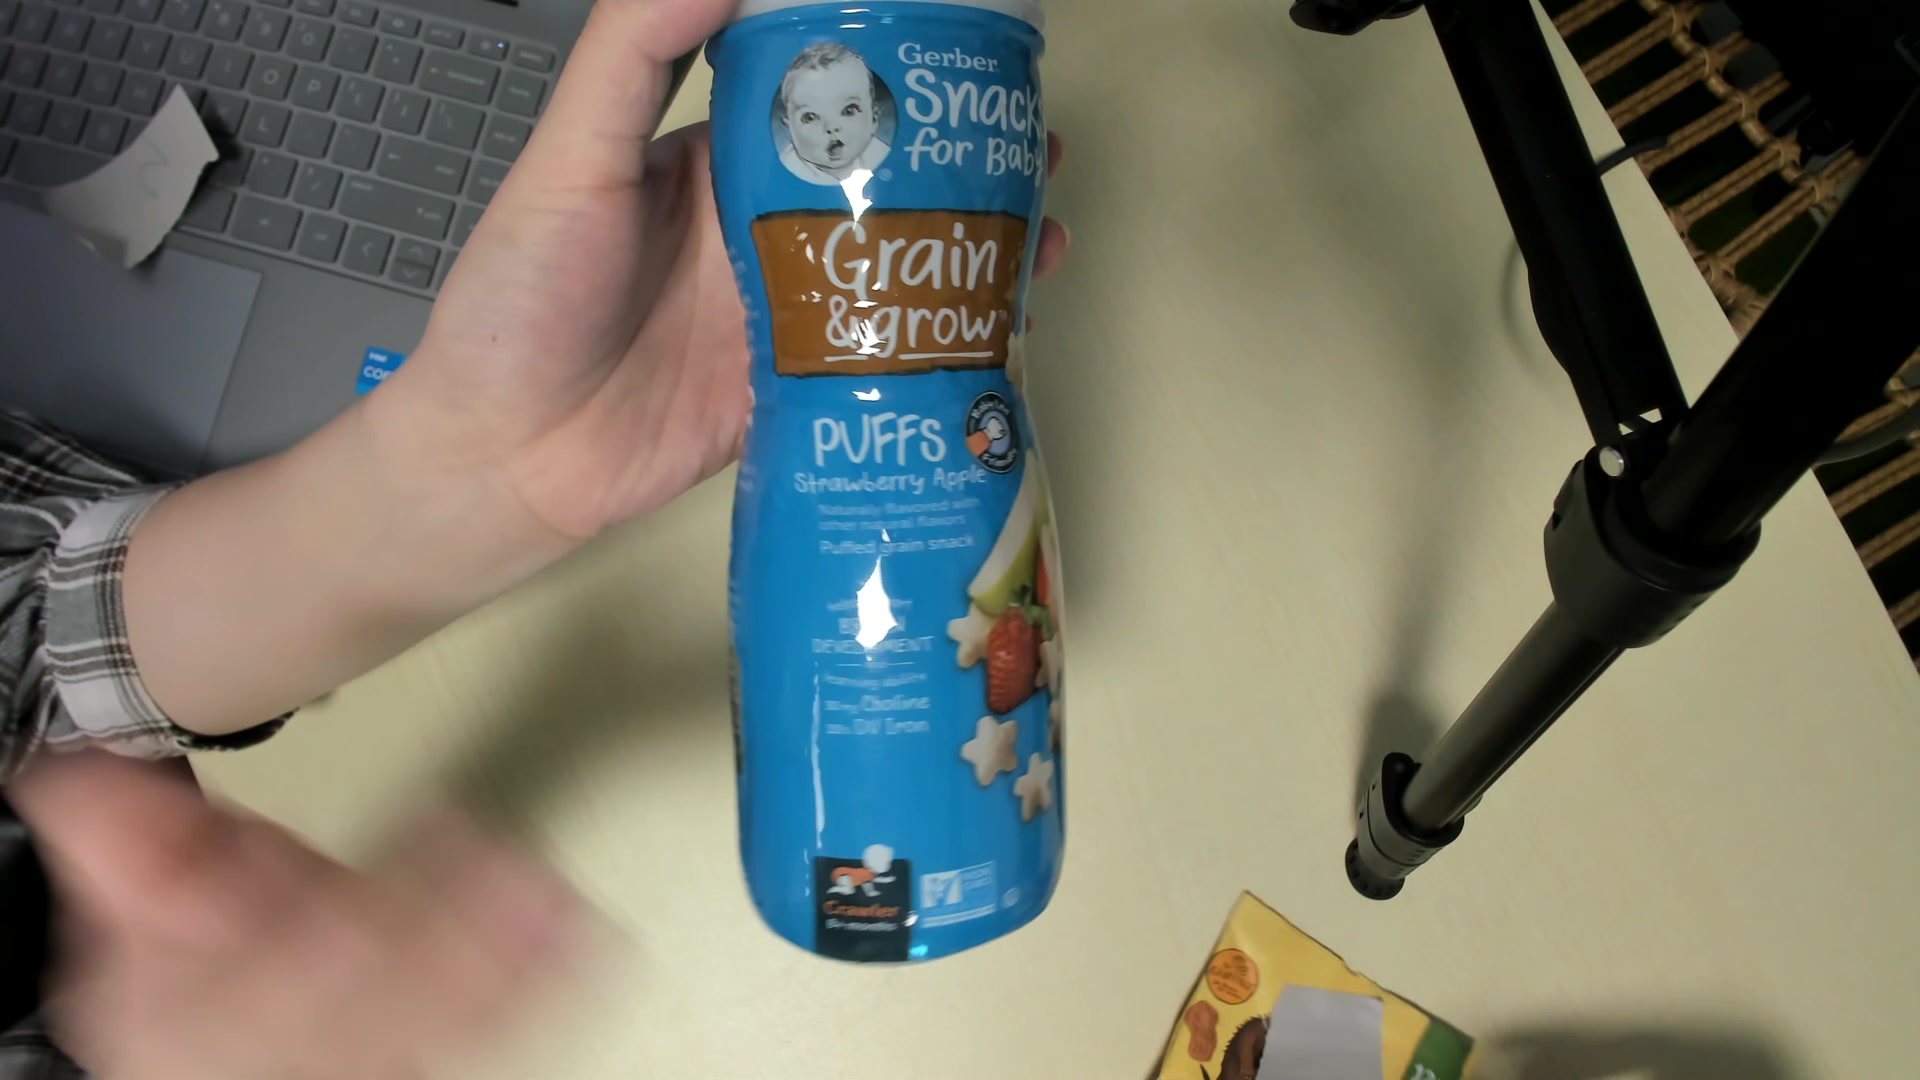 Gerber
Snacks
for Baby
Grain
& grow
PUFFS
Strawberry Apple
Naturally flavored with
other natural flavors
Puffed grain snack
DEVELOPMENT
Choline
DV Iron
Crawler
2